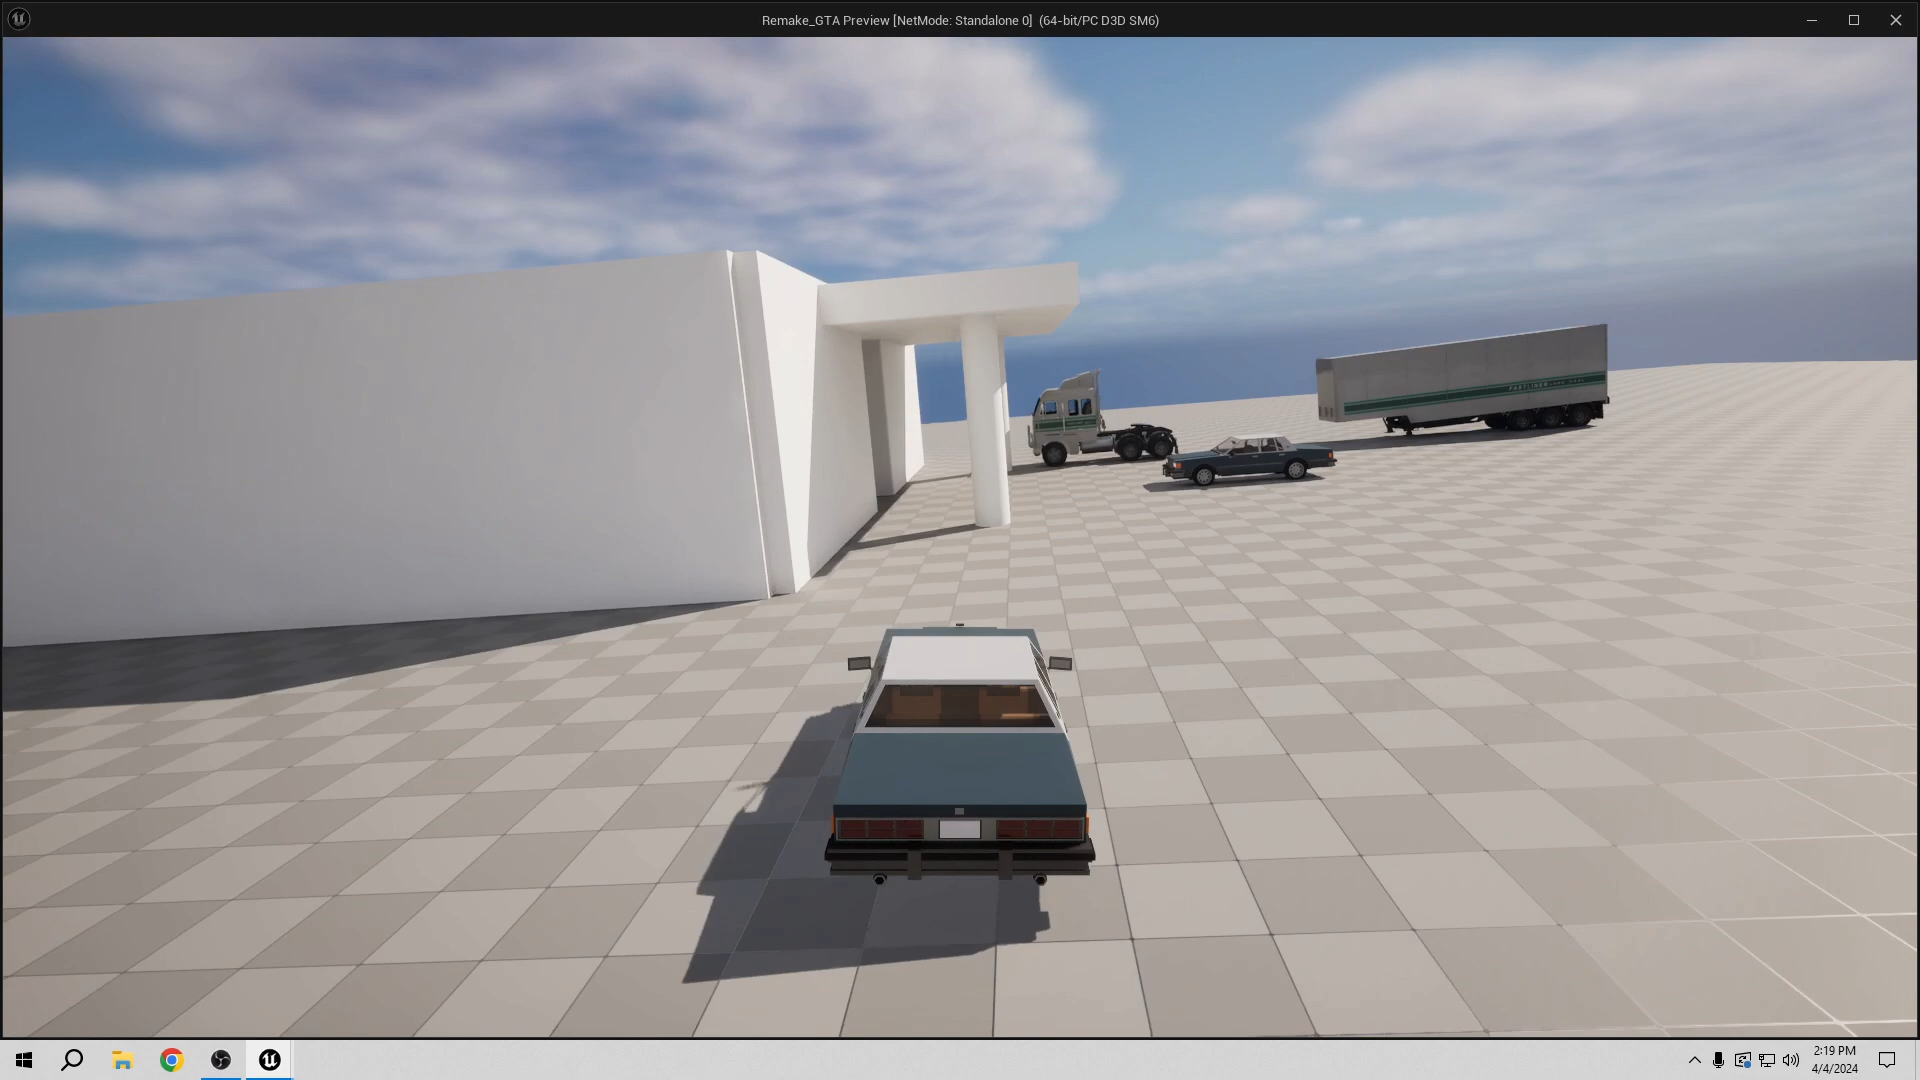 Remake_GTA Preview [NetMode: Standalone 0]  (64-bit/PC D3D SM6)
2:19 PM
4/4/2024